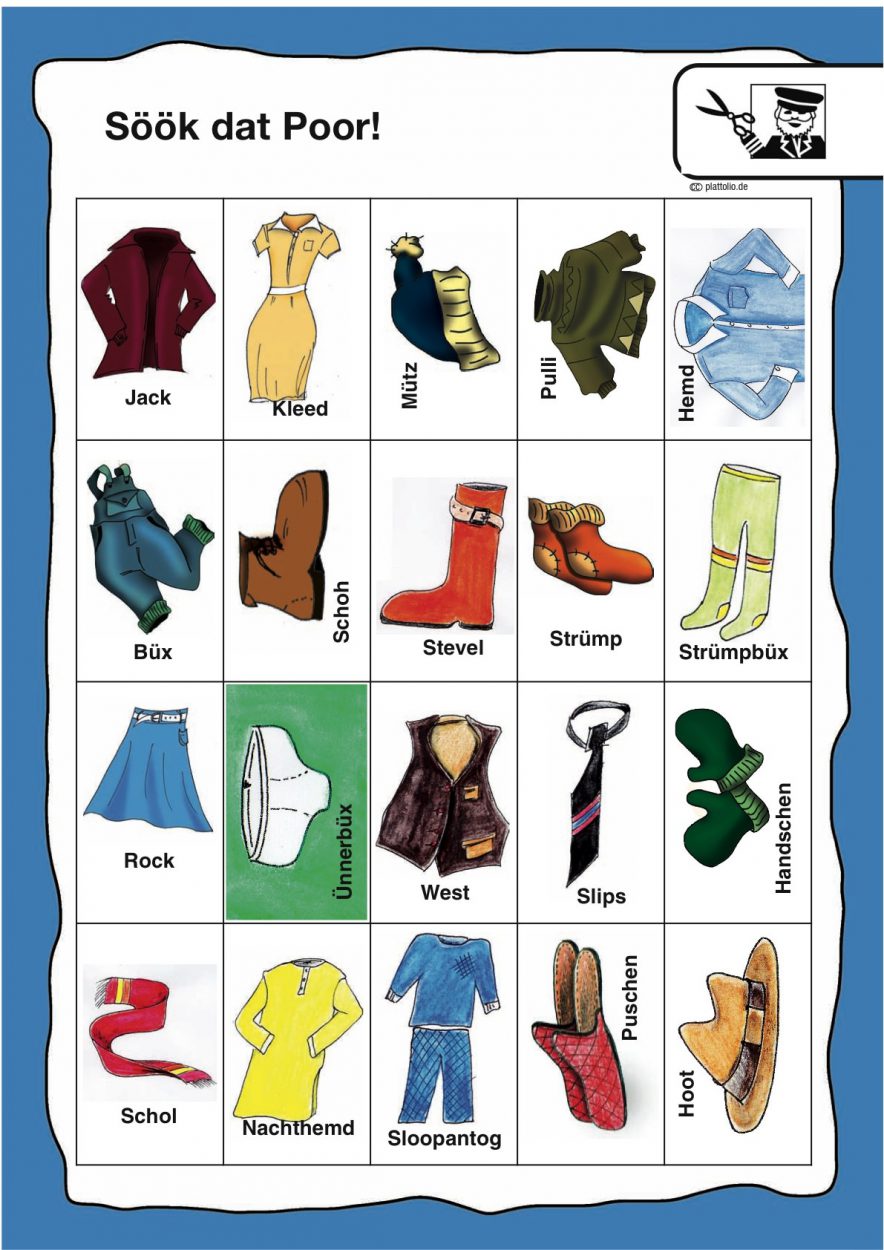 Söök dat Poor!
cc plattolio.de
Jack
Kleed
Mütz
Pulli
Hemd
Büx
Schoh
Stevel
Strümp
Strümpbüx
Rock
Ünnerbüx
West
Slips
Handschen
Schol
Nachthemd
Sloopantog
Puschen
Hoot